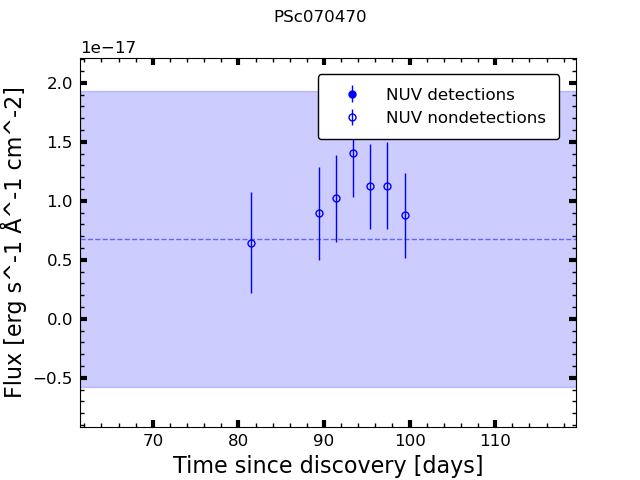 PSc070470
1e−17
NUV detections
NUV nondetections
2.0
1.5
1.0
0.5
0.0
−0.5
Flux [erg s^-1 Å^-1 cm^-2]
70 80 90 100 110
Time since discovery [days]